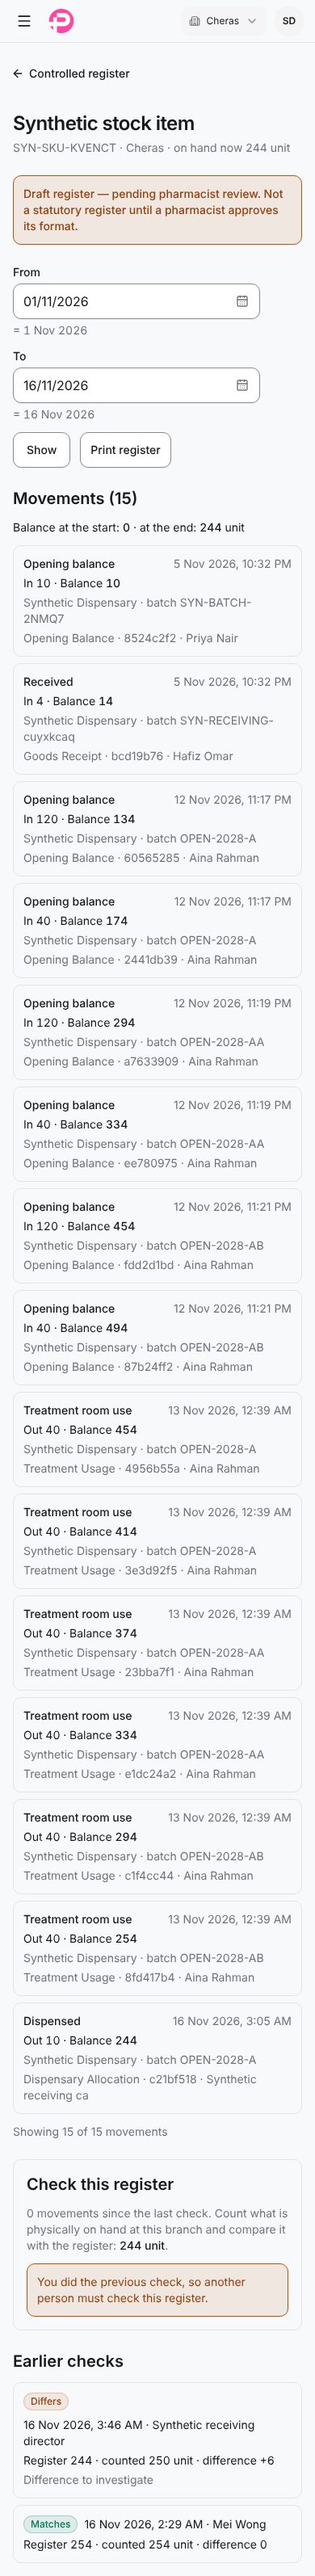 Cheras
SD
Controlled register
Synthetic stock item
SYN-SKU-KVENCT · Cheras · on hand now 244 unit
Draft register — pending pharmacist review. Not
a statutory register until a pharmacist approves
its format.
From
01/11/2026
= 1 Nov 2026
To
16/11/2026
= 16 Nov 2026
Show
Print register
Movements (15)
Balance at the start: 0 · at the end: 244 unit
Opening balance 5 Nov 2026, 10:32 PM
In 10 · Balance 10
Synthetic Dispensary · batch SYN-BATCH-
2NMQ7
Opening Balance · 8524c2f2 · Priya Nair
Received 5 Nov 2026, 10:32 PM
In 4 · Balance 14
Synthetic Dispensary · batch SYN-RECEIVING-
cuyxkcaq
Goods Receipt · bcd19b76 · Hafiz Omar
Opening balance 12 Nov 2026, 11:17 PM
In 120 · Balance 134
Synthetic Dispensary · batch OPEN-2028-A
Opening Balance · 60565285 · Aina Rahman
Opening balance 12 Nov 2026, 11:17 PM
In 40 · Balance 174
Synthetic Dispensary · batch OPEN-2028-A
Opening Balance · 2441db39 · Aina Rahman
Opening balance 12 Nov 2026, 11:19 PM
In 120 · Balance 294
Synthetic Dispensary · batch OPEN-2028-AA
Opening Balance · a7633909 · Aina Rahman
Opening balance 12 Nov 2026, 11:19 PM
In 40 · Balance 334
Synthetic Dispensary · batch OPEN-2028-AA
Opening Balance · ee780975 · Aina Rahman
Opening balance 12 Nov 2026, 11:21 PM
In 120 · Balance 454
Synthetic Dispensary · batch OPEN-2028-AB
Opening Balance · fdd2d1bd · Aina Rahman
Opening balance 12 Nov 2026, 11:21 PM
In 40 · Balance 494
Synthetic Dispensary · batch OPEN-2028-AB
Opening Balance · 87b24ff2 · Aina Rahman
Treatment room use 13 Nov 2026, 12:39 AM
Out 40 · Balance 454
Synthetic Dispensary · batch OPEN-2028-A
Treatment Usage · 4956b55a · Aina Rahman
Treatment room use 13 Nov 2026, 12:39 AM
Out 40 · Balance 414
Synthetic Dispensary · batch OPEN-2028-A
Treatment Usage · 3e3d92f5 · Aina Rahman
Treatment room use 13 Nov 2026, 12:39 AM
Out 40 · Balance 374
Synthetic Dispensary · batch OPEN-2028-AA
Treatment Usage · 23bba7f1 · Aina Rahman
Treatment room use 13 Nov 2026, 12:39 AM
Out 40 · Balance 334
Synthetic Dispensary · batch OPEN-2028-AA
Treatment Usage · e1dc24a2 · Aina Rahman
Treatment room use 13 Nov 2026, 12:39 AM
Out 40 · Balance 294
Synthetic Dispensary · batch OPEN-2028-AB
Treatment Usage · c1f4cc44 · Aina Rahman
Treatment room use 13 Nov 2026, 12:39 AM
Out 40 · Balance 254
Synthetic Dispensary · batch OPEN-2028-AB
Treatment Usage · 8fd417b4 · Aina Rahman
Dispensed 16 Nov 2026, 3:05 AM
Out 10 · Balance 244
Synthetic Dispensary · batch OPEN-2028-A
Dispensary Allocation · c21bf518 · Synthetic
receiving ca
Showing 15 of 15 movements
Check this register
0 movements since the last check. Count what is
physically on hand at this branch and compare it
with the register: 244 unit.
You did the previous check, so another
person must check this register.
Earlier checks
Differs
16 Nov 2026, 3:46 AM · Synthetic receiving
director
Register 244 · counted 250 unit · difference +6
Difference to investigate
Matches 16 Nov 2026, 2:29 AM · Mei Wong
Register 254 · counted 254 unit · difference 0